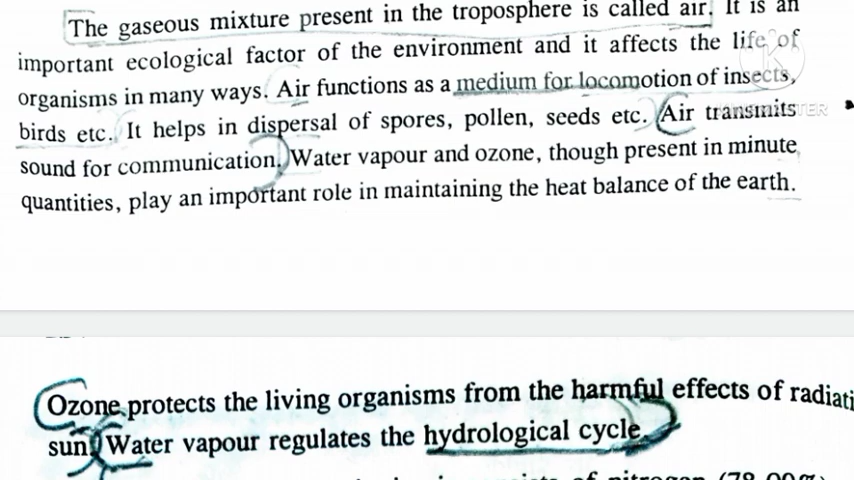 The gaseous mixture present in the troposphere is called air. It is an
important ecological factor of the environment and it affects the life of
organisms in many ways. Air functions as a medium for locomotion of insects,
birds etc. It helps in dispersal of spores, pollen, seeds etc. Air transmits
sound for communication. Water vapour and ozone, though present in minute
quantities, play an important role in maintaining the heat balance of the earth.
Ozone protects the living organisms from the harmful effects of radiati
sun. Water vapour regulates the hydrological cycle.
of nitrogen (78.00%)